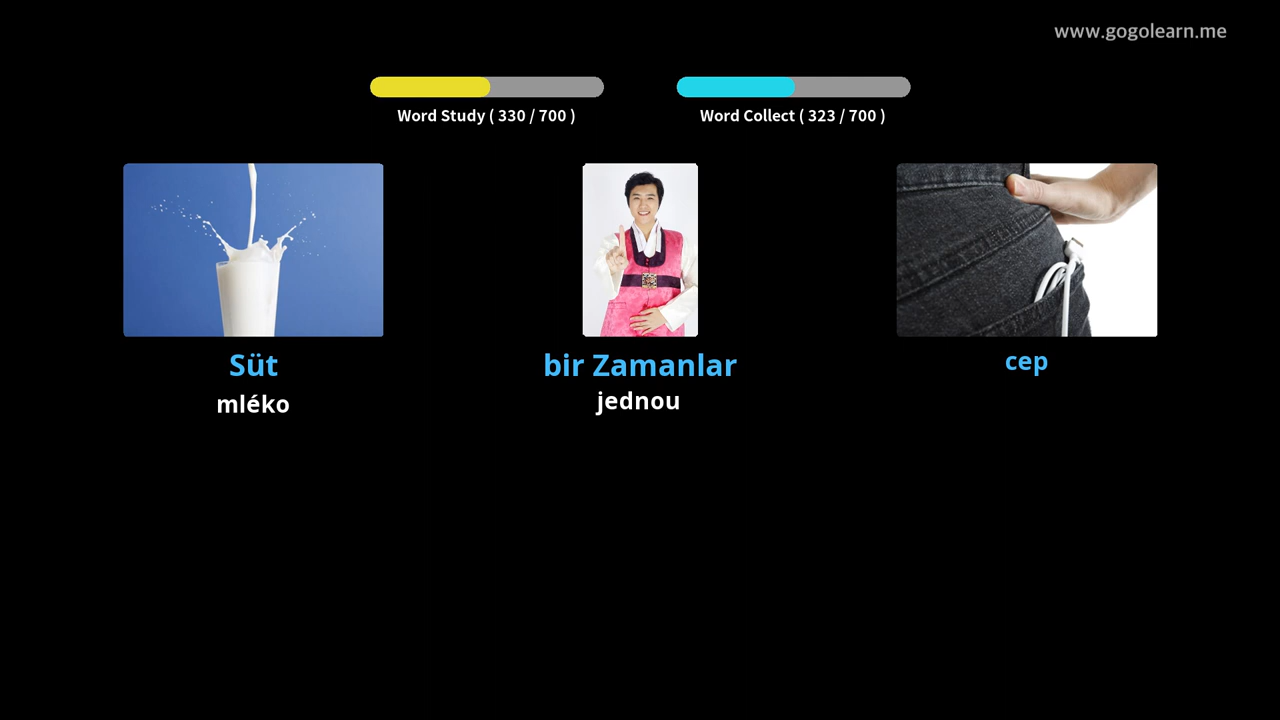 www.gogolearn.me
Word Study ( 330 / 700 )
Word Collect ( 323 / 700 )
Süt
mléko
bir Zamanlar
jednou
cep